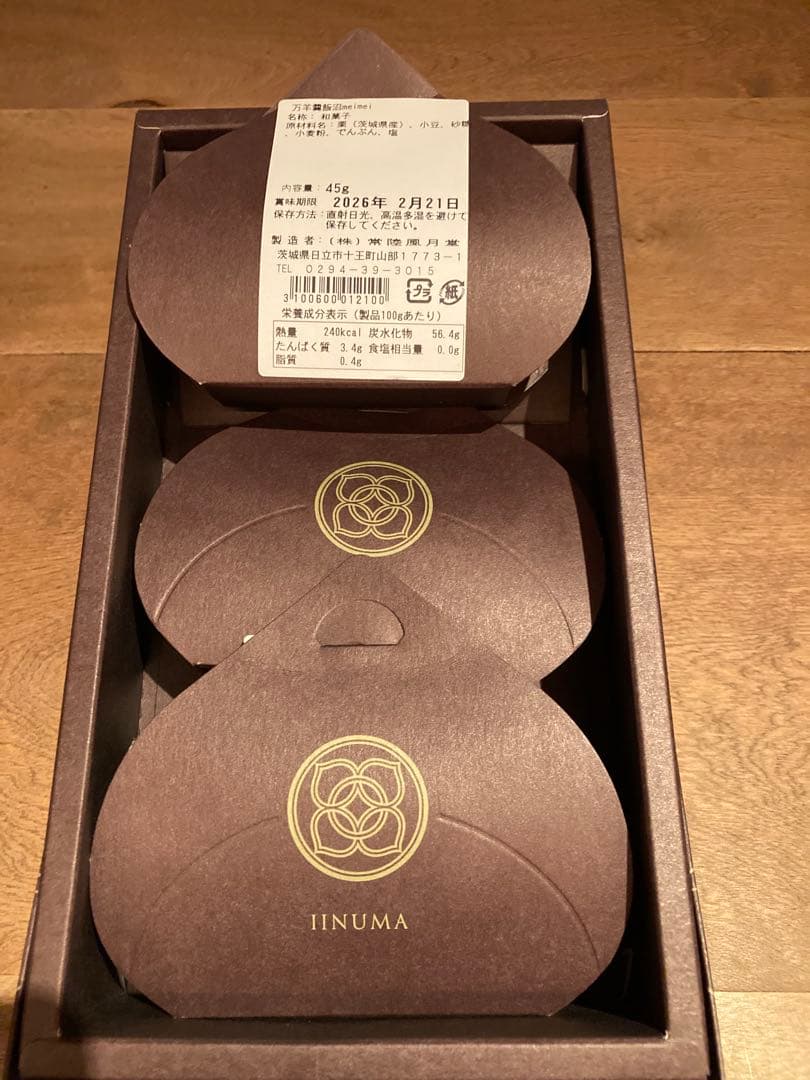 万羊羹飯沼meimei
名称: 和菓子
原材料名:栗(茨城県産)、小豆、砂糖
、小麦粉、でんぷん、塩
内容量: 45g
賞味期限 2026年 2月21日
保存方法:直射日光、高温多湿を避けて
保存してください。
製造者:(株)常陸風月堂
茨城県日立市十王町山部1773-1
TEL 0294-39-3015
3100600012100
プラ
紙
栄養成分表示(製品100gあたり)
熱量 240kcal 炭水化物 56.4g
たんぱく質 3.4g 食塩相当量 0.0g
脂質 0.4g
IINUMA